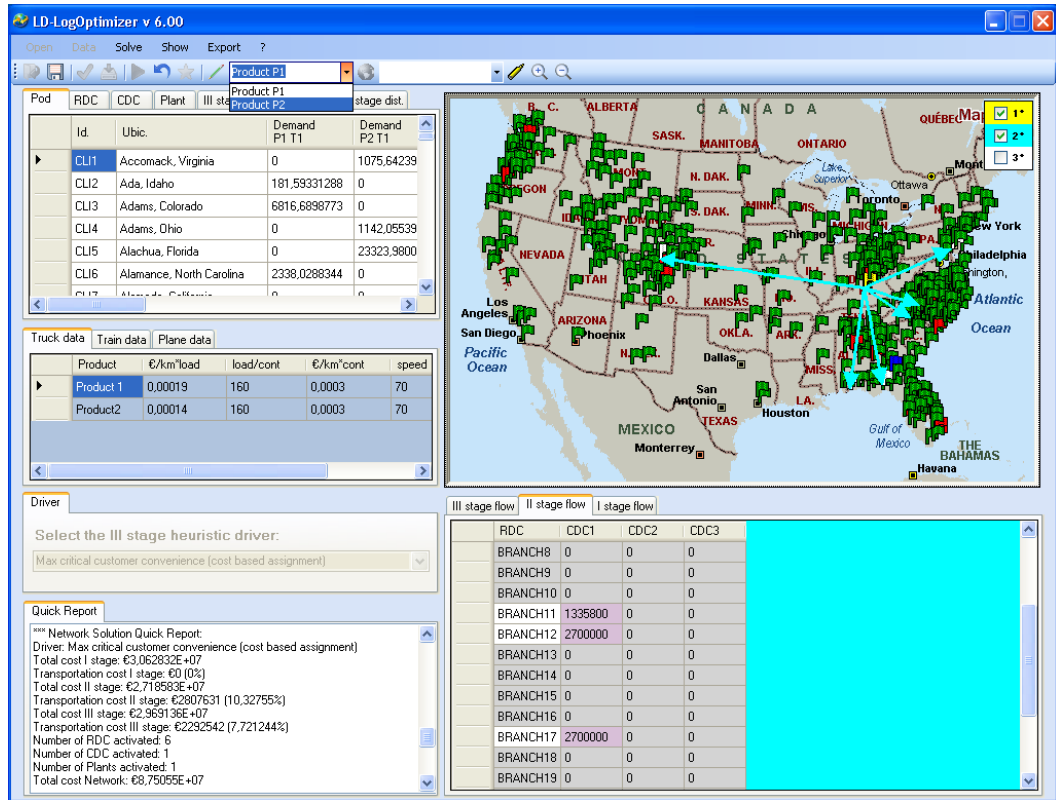 LD-LogOptimizer v 6.00
Open Data Solve Show Export ?
Product P1
Product P1
Product P2
Pod RDC CDC Plant III sta stage dist.
Id. Ubic. Demand P1 T1 Demand P2 T1
CLI1 Accomack, Virginia 0 1075,64239
CLI2 Ada, Idaho 181,59331288 0
CLI3 Adams, Colorado 6816,6898773 0
CLI4 Adams, Ohio 0 1142,05539
CLI5 Alachua, Florida 0 23323,9800
CLI6 Alamance, North Carolina 2338,0288344 0
Truck data Train data Plane data
Product €/km*load load/cont €/km*cont speed
Product 1 0,00019 160 0,0003 70
Product2 0,00014 160 0,0003 70
Driver
Select the III stage heuristic driver:
Max critical customer convenience (cost based assignment)
Quick Report
*** Network Solution Quick Report:
Driver: Max critical customer convenience (cost based assignment)
Total cost I stage: €3,062832E+07
Transportation cost I stage: €0 (0%)
Total cost II stage: €2,718583E+07
Transportation cost II stage: €2807631 (10,32755%)
Total cost III stage: €2,969136E+07
Transportation cost III stage: €2292542 (7,721244%)
Number of RDC activated: 6
Number of CDC activated: 1
Number of Plants activated: 1
Total cost Network: €8,75055E+07
B. C. ALBERTA CANADA QUÉBEC Ma
1*
2*
3*
SASK.
MANITOBA ONTARIO
Lake Superior Ottawa Mont
N. DAK. MINN. Toronto
S. DAK. MICHIGAN
New York
PA.
NEVADA Philadelphia
UTAH
Los Angeles KANSAS Atlantic Ocean
San Diego ARIZONA Phoenix OKLA. ARK.
Pacific Ocean
Dallas MISS.
San Antonio LA.
TEXAS Houston
MEXICO Gulf of Mexico
Monterrey THE BAHAMAS
Havana
III stage flow II stage flow I stage flow
RDC CDC1 CDC2 CDC3
BRANCH8 0 0 0
BRANCH9 0 0 0
BRANCH10 0 0 0
BRANCH11 1335800 0 0
BRANCH12 2700000 0 0
BRANCH13 0 0 0
BRANCH14 0 0 0
BRANCH15 0 0 0
BRANCH16 0 0 0
BRANCH17 2700000 0 0
BRANCH18 0 0 0
BRANCH19 0 0 0